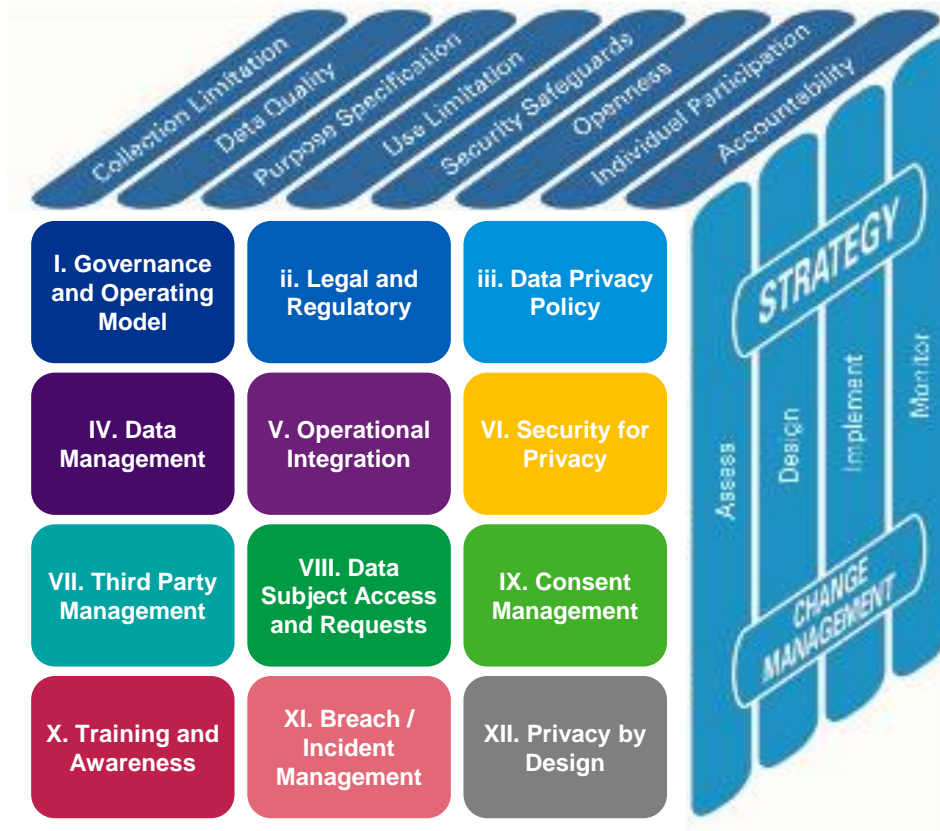 Collection Limitation
Data Quality
Purpose Specification
Use Limitation
Security Safeguards
Openness
Individual Participation
Accountability
I. Governance
and Operating
Model
ii. Legal and
Regulatory
iii. Data Privacy
Policy
IV. Data
Management
V. Operational
Integration
VI. Security for
Privacy
VII. Third Party
Management
VIII. Data
Subject Access
and Requests
IX. Consent
Management
X. Training and
Awareness
XI. Breach /
Incident
Management
XII. Privacy by
Design
STRATEGY
Assess
Design
Implement
Monitor
CHANGE
MANAGEMENT